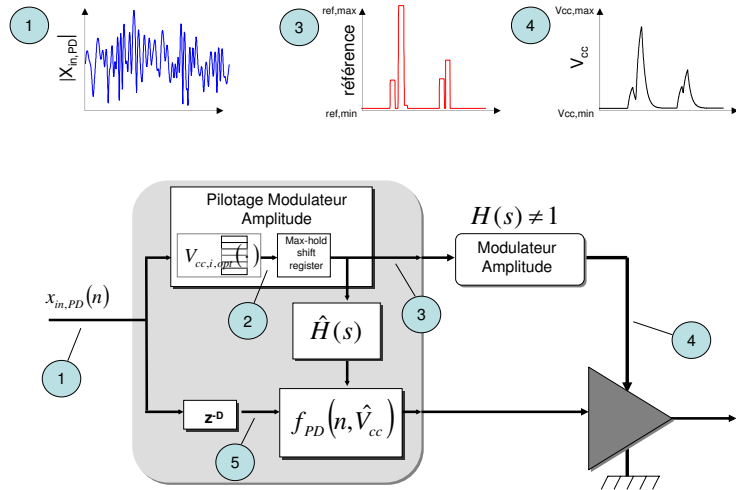 1
|X_in,PD|
3
référence
ref,max
ref,min
4
V_cc
Vcc,max
Vcc,min
Pilotage Modulateur
Amplitude
V_cc,i,opt(·)
Max-hold
shift
register
H(s) ≠ 1
Modulateur
Amplitude
x_in,PD(n)
1
2
3
4
Ĥ(s)
z^-D
5
f_PD(n, V̂_cc)